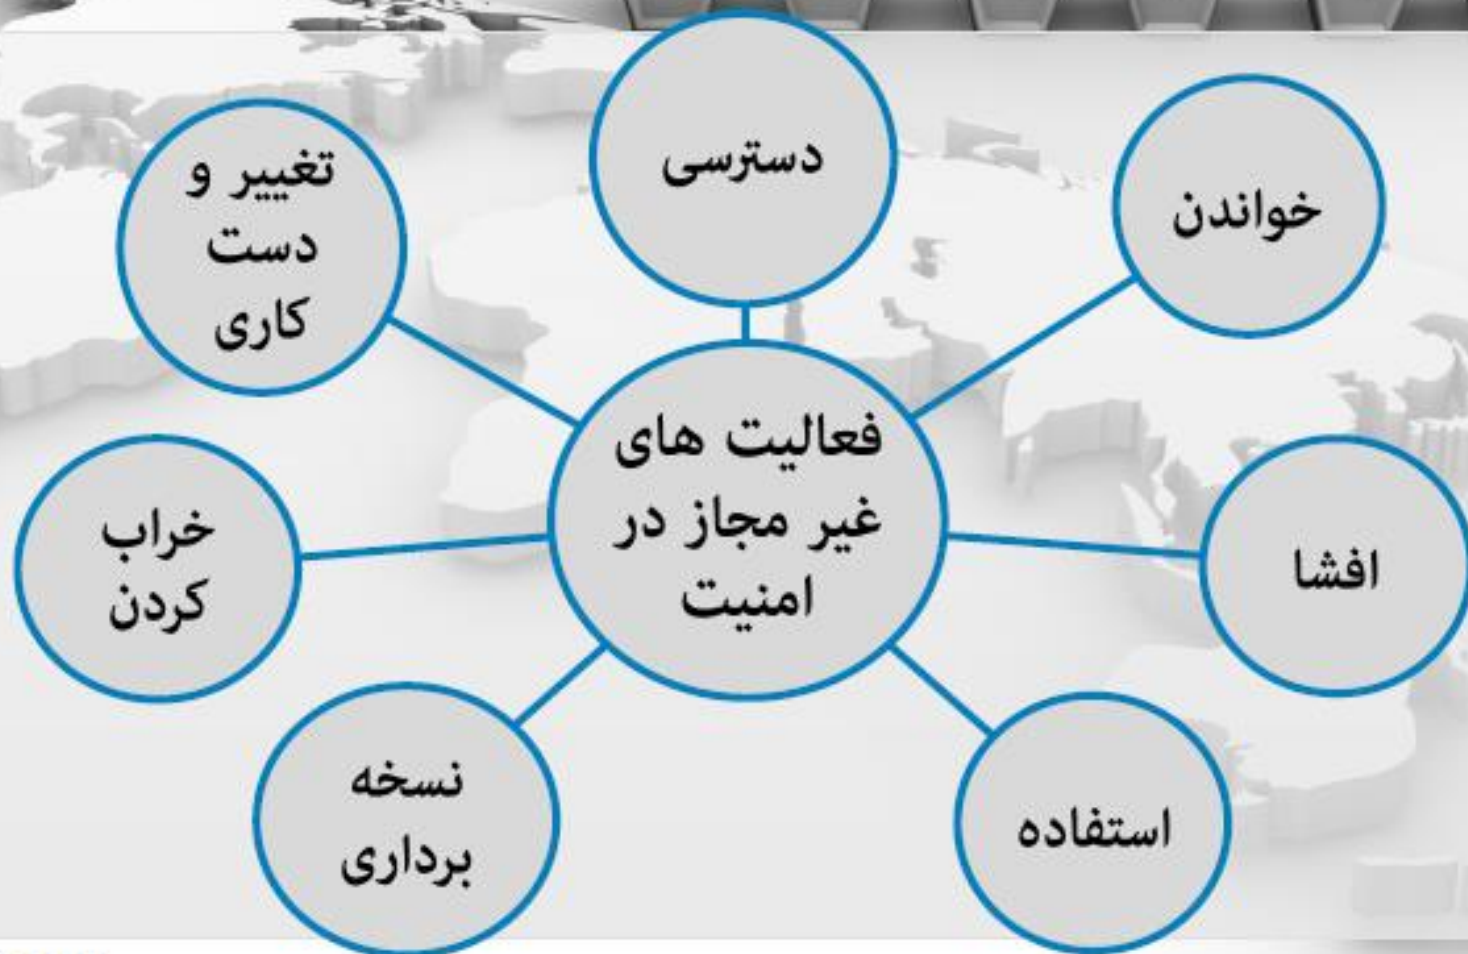 فعالیت های
غیر مجاز در
امنیت
دسترسی
خواندن
افشا
استفاده
نسخه
برداری
خراب
کردن
تغییر و
دست
کاری